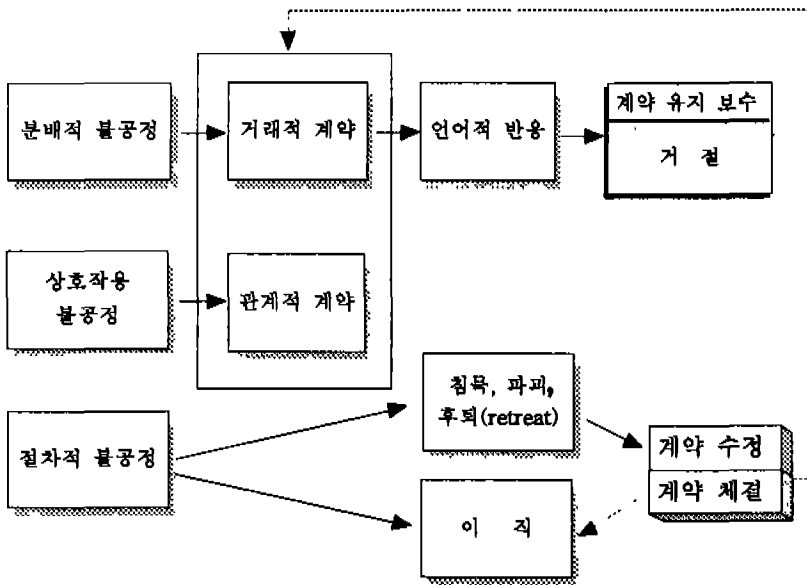 분배적 불공정
거래적 계약
언어적 반응
계약 유지 보수
거 절
상호작용
불공정
관계적 계약
침묵, 파괴,
후퇴(retreat)
절차적 불공정
계약 수정
계약 체결
이 직